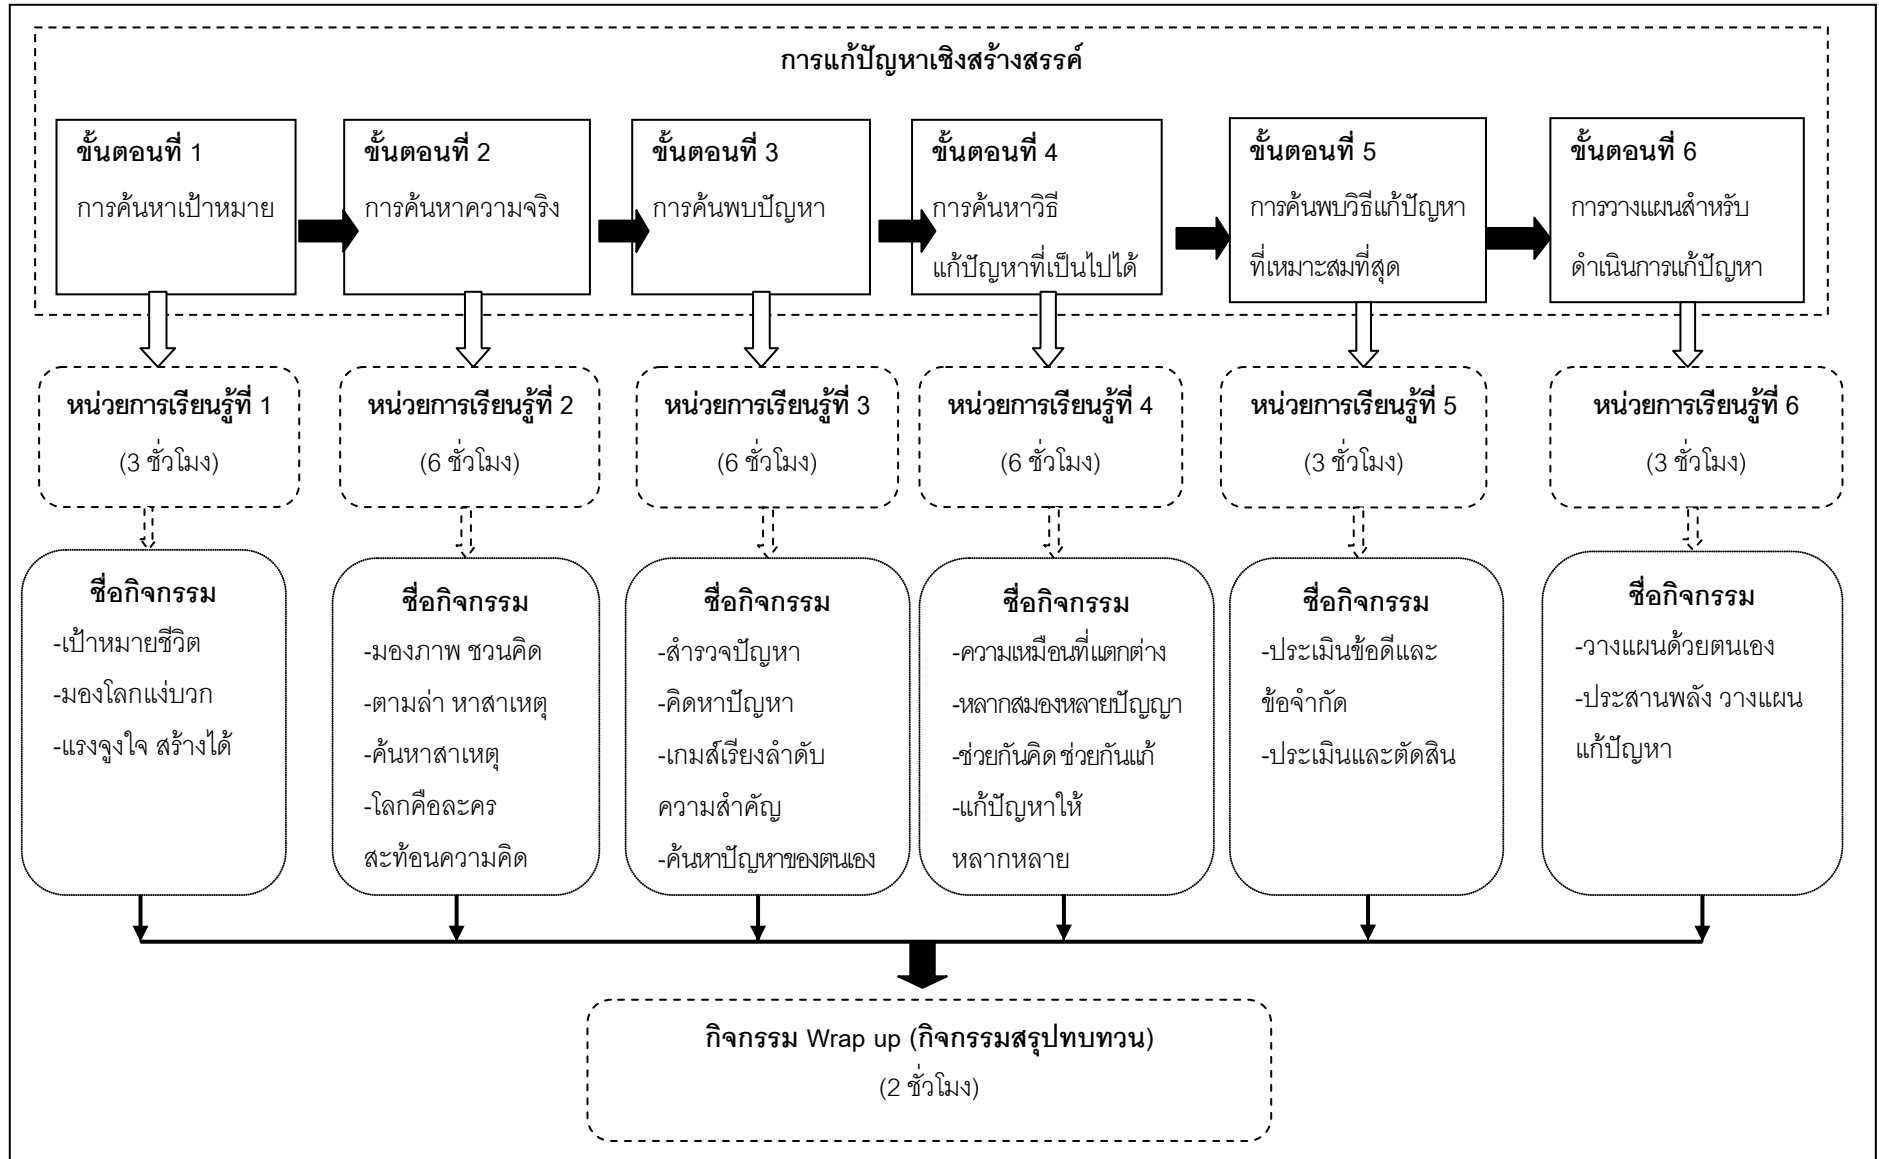 การแก้ปัญหาเชิงสร้างสรรค์
ขั้นตอนที่ 1
การค้นหาเป้าหมาย
ขั้นตอนที่ 2
การค้นหาความจริง
ขั้นตอนที่ 3
การค้นพบปัญหา
ขั้นตอนที่ 4
การค้นหาวิธี
แก้ปัญหาที่เป็นไปได้
ขั้นตอนที่ 5
การค้นพบวิธีแก้ปัญหา
ที่เหมาะสมที่สุด
ขั้นตอนที่ 6
การวางแผนสำหรับ
ดำเนินการแก้ปัญหา
หน่วยการเรียนรู้ที่ 1
(3 ชั่วโมง)
หน่วยการเรียนรู้ที่ 2
(6 ชั่วโมง)
หน่วยการเรียนรู้ที่ 3
(6 ชั่วโมง)
หน่วยการเรียนรู้ที่ 4
(6 ชั่วโมง)
หน่วยการเรียนรู้ที่ 5
(3 ชั่วโมง)
หน่วยการเรียนรู้ที่ 6
(3 ชั่วโมง)
ชื่อกิจกรรม
-เป้าหมายชีวิต
-มองโลกแง่บวก
-แรงจูงใจ สร้างได้
ชื่อกิจกรรม
-มองภาพ ชวนคิด
-ตามล่า หาสาเหตุ
-ค้นหาสาเหตุ
-โลกคือละคร
สะท้อนความคิด
ชื่อกิจกรรม
-สำรวจปัญหา
-คิดหาปัญหา
-เกมส์เรียงลำดับ
ความสำคัญ
-ค้นหาปัญหาของตนเอง
ชื่อกิจกรรม
-ความเหมือนที่แตกต่าง
-หลากสมองหลายปัญญา
-ช่วยกันคิด ช่วยกันแก้
-แก้ปัญหาให้
หลากหลาย
ชื่อกิจกรรม
-ประเมินข้อดีและ
ข้อจำกัด
-ประเมินและตัดสิน
ชื่อกิจกรรม
-วางแผนด้วยตนเอง
-ประสานพลัง วางแผน
แก้ปัญหา
กิจกรรม Wrap up (กิจกรรมสรุปทบทวน)
(2 ชั่วโมง)